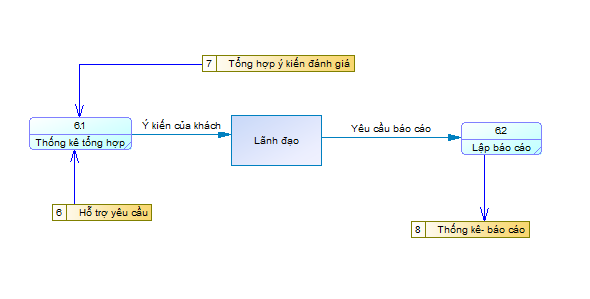 7 Tổng hợp ý kiến đánh giá
6.1
Thống kê tổng hợp
Ý kiến của khách
Lãnh đạo
Yêu cầu báo cáo
6.2
Lập báo cáo
6 Hỗ trợ yêu cầu
8 Thống kê- báo cáo